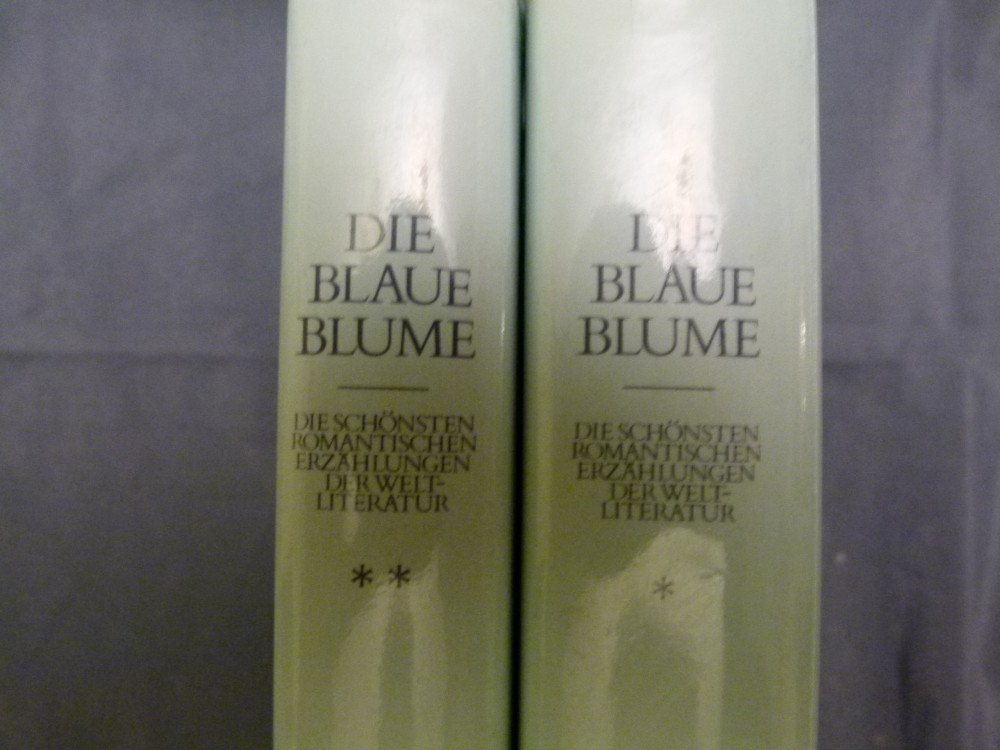 DIE
BLAUE
BLUME
DIE SCHÖNSTEN
ROMANTISCHEN
ERZÄHLUNGEN
DER WELT-
LITERATUR
**
DIE
BLAUE
BLUME
DIE SCHÖNSTEN
ROMANTISCHEN
ERZÄHLUNGEN
DER WELT-
LITERATUR
*